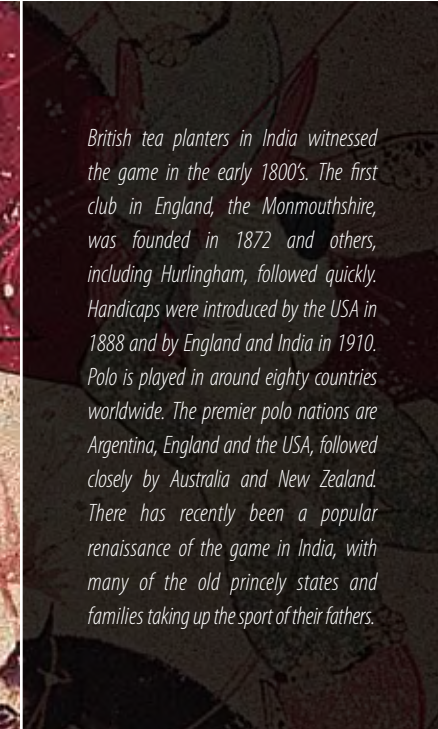 British tea planters in India witnessed
the game in the early 1800's. The first
club in England, the Monmouthshire,
was founded in 1872 and others,
including Hurlingham, followed quickly.
Handicaps were introduced by the USA in
1888 and by England and India in 1910.
Polo is played in around eighty countries
worldwide. The premier polo nations are
Argentina, England and the USA, followed
closely by Australia and New Zealand.
There has recently been a popular
renaissance of the game in India, with
many of the old princely states and
families taking up the sport of their fathers.